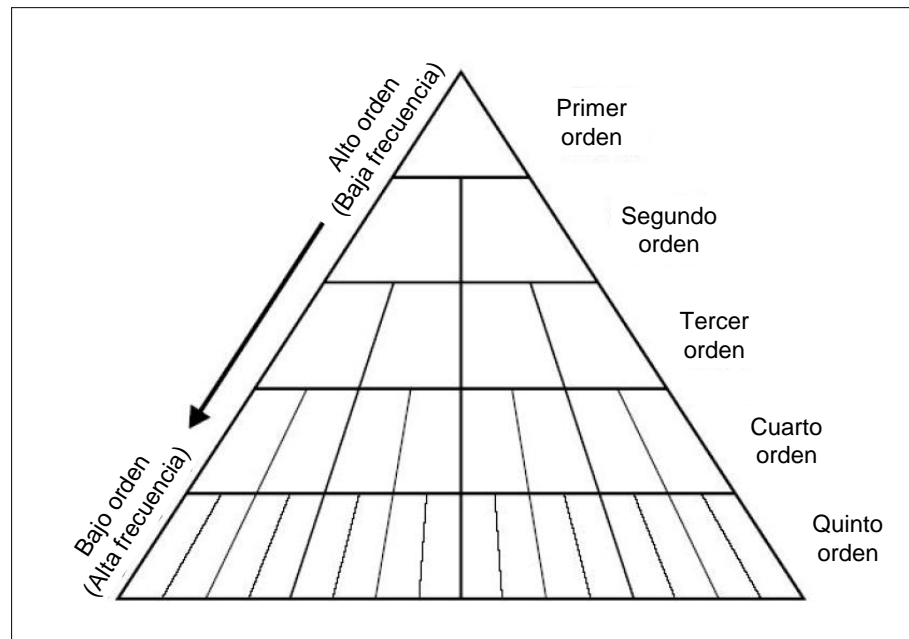 Alto orden
(Baja frecuencia)
Primer
orden
Segundo
orden
Tercer
orden
Cuarto
orden
Bajo orden
(Alta frecuencia)
Quinto
orden